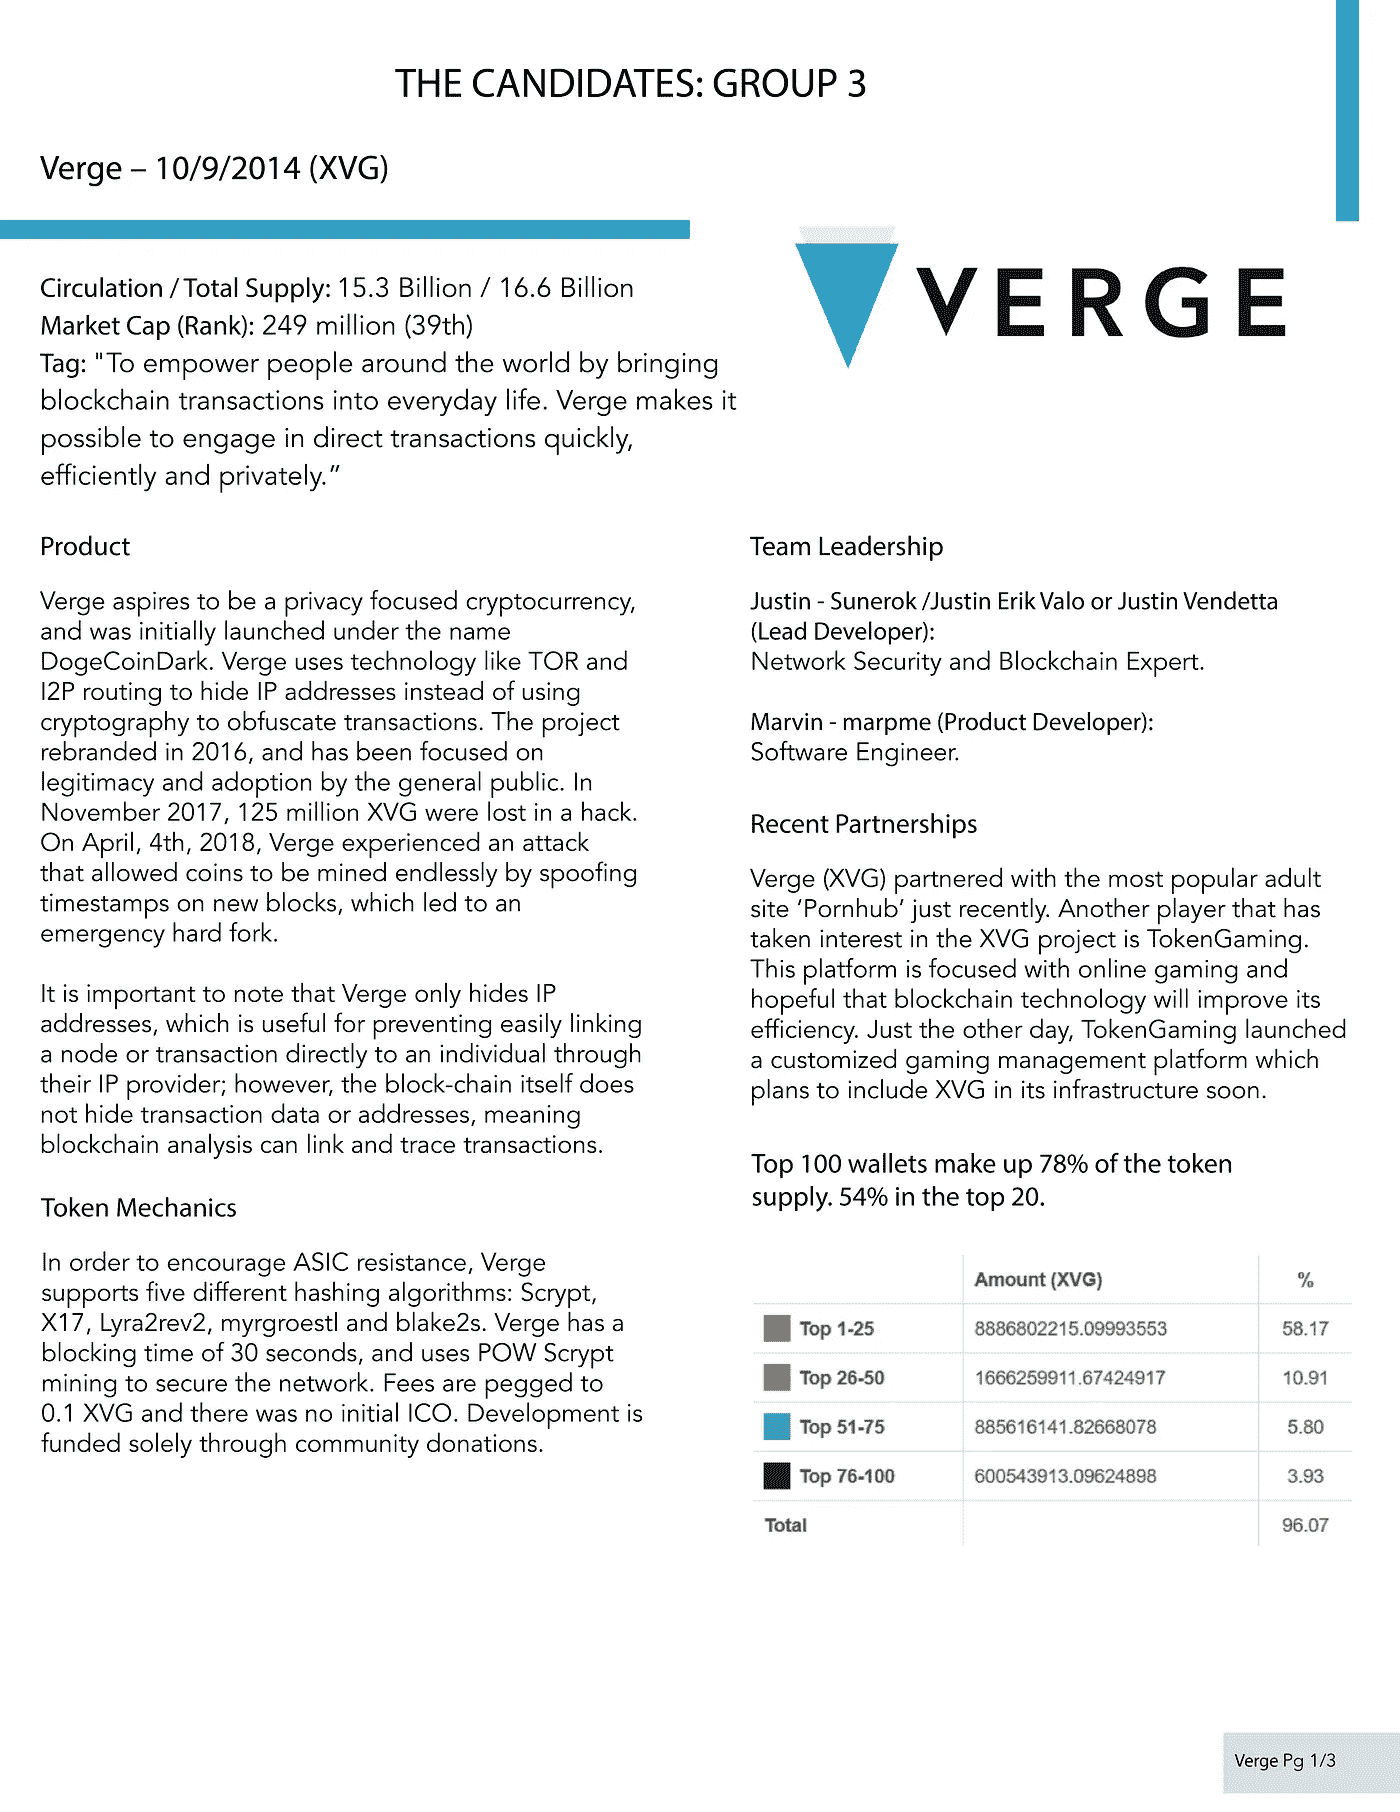 THE CANDIDATES: GROUP 3
Verge – 10/9/2014 (XVG)
VERGE
Circulation / Total Supply: 15.3 Billion / 16.6 Billion
Market Cap (Rank): 249 million (39th)
Tag: "To empower people around the world by bringing
blockchain transactions into everyday life. Verge makes it
possible to engage in direct transactions quickly,
efficiently and privately.”
Product
Verge aspires to be a privacy focused cryptocurrency,
and was initially launched under the name
DogeCoinDark. Verge uses technology like TOR and
I2P routing to hide IP addresses instead of using
cryptography to obfuscate transactions. The project
rebranded in 2016, and has been focused on
legitimacy and adoption by the general public. In
November 2017, 125 million XVG were lost in a hack.
On April, 4th, 2018, Verge experienced an attack
that allowed coins to be mined endlessly by spoofing
timestamps on new blocks, which led to an
emergency hard fork.
It is important to note that Verge only hides IP
addresses, which is useful for preventing easily linking
a node or transaction directly to an individual through
their IP provider; however, the block-chain itself does
not hide transaction data or addresses, meaning
blockchain analysis can link and trace transactions.
Token Mechanics
In order to encourage ASIC resistance, Verge
supports five different hashing algorithms: Scrypt,
X17, Lyra2rev2, myrgroestl and blake2s. Verge has a
blocking time of 30 seconds, and uses POW Scrypt
mining to secure the network. Fees are pegged to
0.1 XVG and there was no initial ICO. Development is
funded solely through community donations.
Team Leadership
Justin - Sunerok /Justin Erik Valo or Justin Vendetta
(Lead Developer):
Network Security and Blockchain Expert.
Marvin - marpme (Product Developer):
Software Engineer.
Recent Partnerships
Verge (XVG) partnered with the most popular adult
site ‘Pornhub’ just recently. Another player that has
taken interest in the XVG project is TokenGaming.
This platform is focused with online gaming and
hopeful that blockchain technology will improve its
efficiency. Just the other day, TokenGaming launched
a customized gaming management platform which
plans to include XVG in its infrastructure soon.
Top 100 wallets make up 78% of the token
supply. 54% in the top 20.
Amount (XVG) %
Top 1-25 8886802215.09993553 58.17
Top 26-50 1666259911.67424917 10.91
Top 51-75 885616141.82668078 5.80
Top 76-100 600543913.09624898 3.93
Total 96.07
Verge Pg 1/3